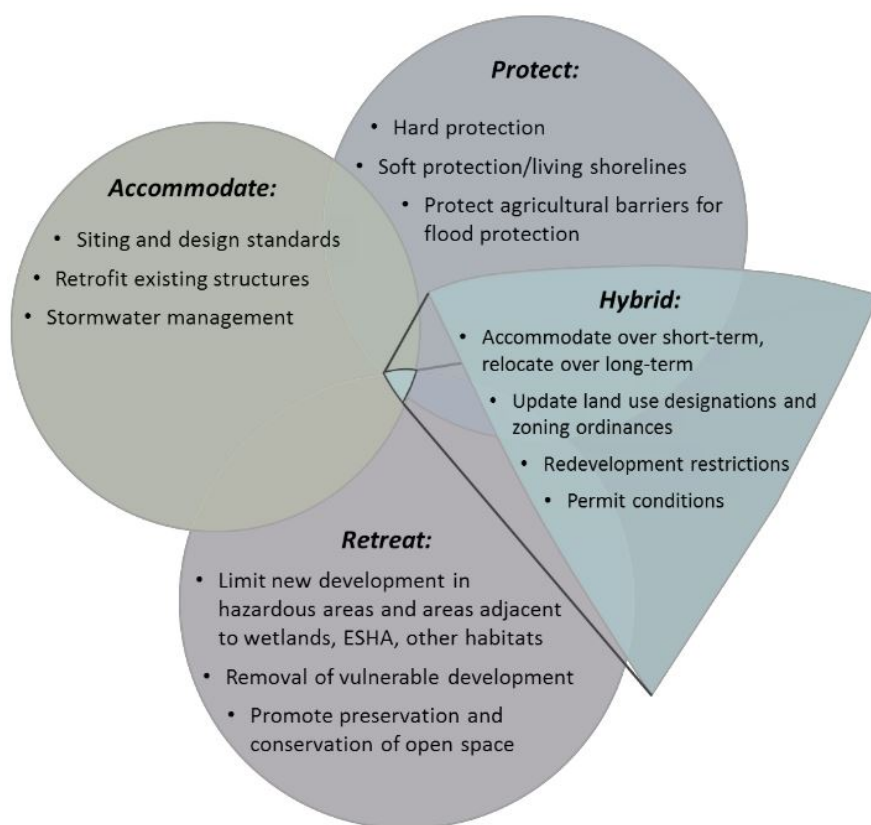 Protect:
• Hard protection
• Soft protection/living shorelines
• Protect agricultural barriers for
flood protection
Accommodate:
• Siting and design standards
• Retrofit existing structures
• Stormwater management
Hybrid:
• Accommodate over short-term,
relocate over long-term
• Update land use designations and
zoning ordinances
• Redevelopment restrictions
• Permit conditions
Retreat:
• Limit new development in
hazardous areas and areas adjacent
to wetlands, ESHA, other habitats
• Removal of vulnerable development
• Promote preservation and
conservation of open space